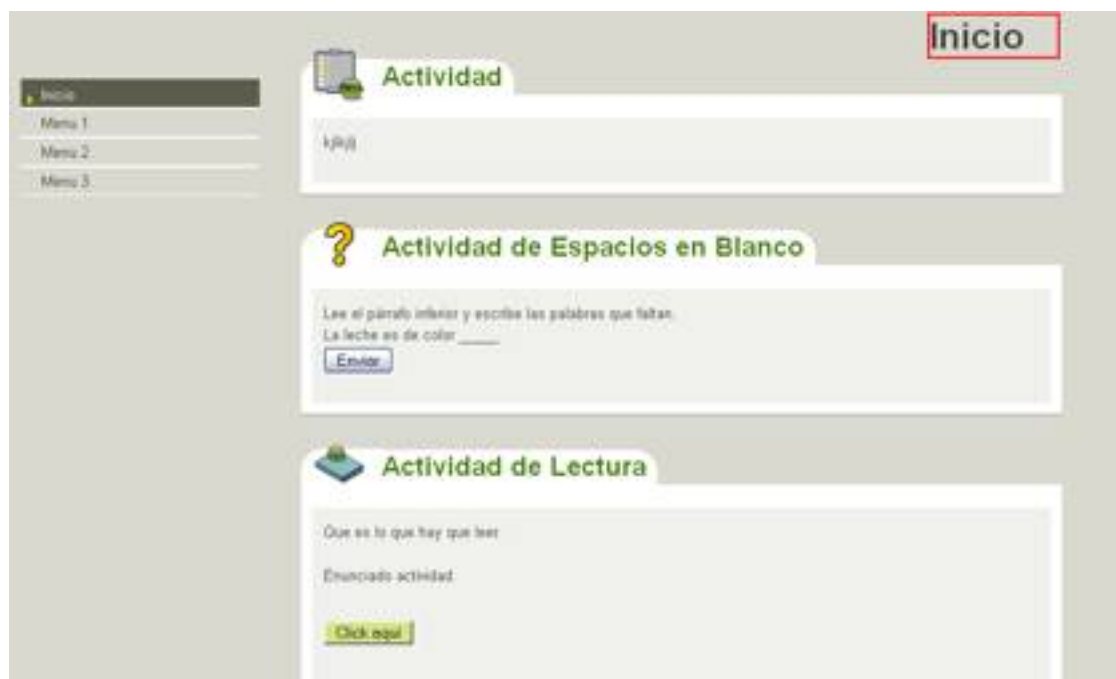 Inicio
Inicio
Menu 1
Menu 2
Menu 3
Actividad
Actividad de Espacios en Blanco
Lee el párrafo inferior y escribe las palabras que faltan.
La leche es de color _____
Enviar
Actividad de Lectura
Que es lo que hay que leer
Enunciado actividad
Click aquí